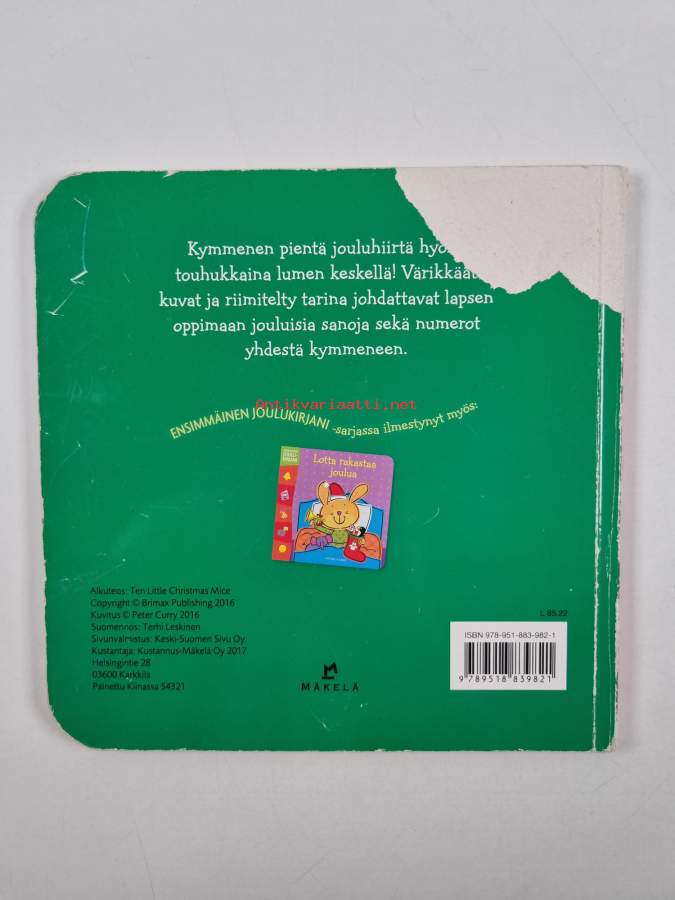 Kymmenen pientä jouluhiirtä
touhukkaina lumen keskellä! Värikkäät
kuvat ja riimitelty tarina johdattavat lapsen
oppimaan jouluisia sanoja sekä numerot
yhdestä kymmeneen.
Antikvariaatti.net
ENSIMMÄINEN JOULUKIRJANI -sarjassa ilmestynyt myös:
Lotta rakastaa
joulua
Alkuteos: Ten Little Christmas Mice
Copyright © Brimax Publishing 2016
Kuvitus © Peter Curry 2016
Suomennos: Terhi Leskinen
Sivunvalmistus: Keski-Suomen Sivu Oy
Kustantaja: Kustannus-Mäkelä Oy 2017
Helsingintie 28
03600 Karkkila
Painettu Kiinassa 54321
M
MÄKELÄ
L 85.22
ISBN 978-951-883-982-1
9 789518 839821